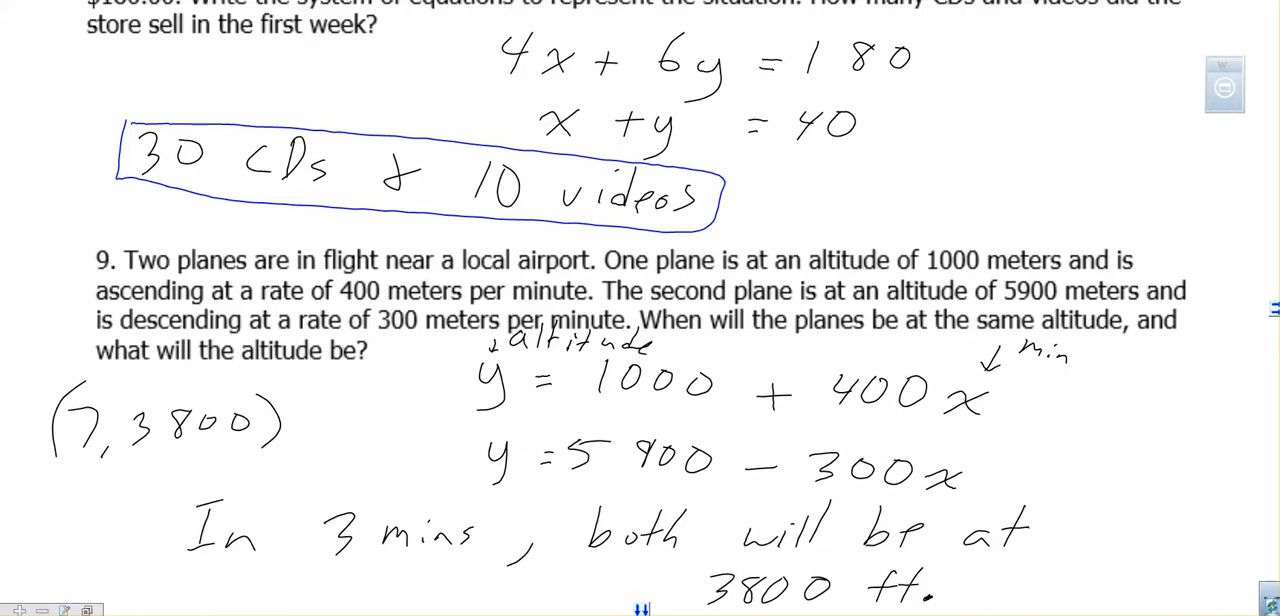 store sell in the first week?
4x + 6y = 180
x + y = 40
30 CDs & 10 videos
9. Two planes are in flight near a local airport. One plane is at an altitude of 1000 meters and is
ascending at a rate of 400 meters per minute. The second plane is at an altitude of 5900 meters and
is descending at a rate of 300 meters per minute. When will the planes be at the same altitude, and
what will the altitude be?
↓ altitude
↓ min
y = 1000 + 400x
(7, 3800)
y = 5900 - 300x
In 3 mins, both will be at
3800 ft.